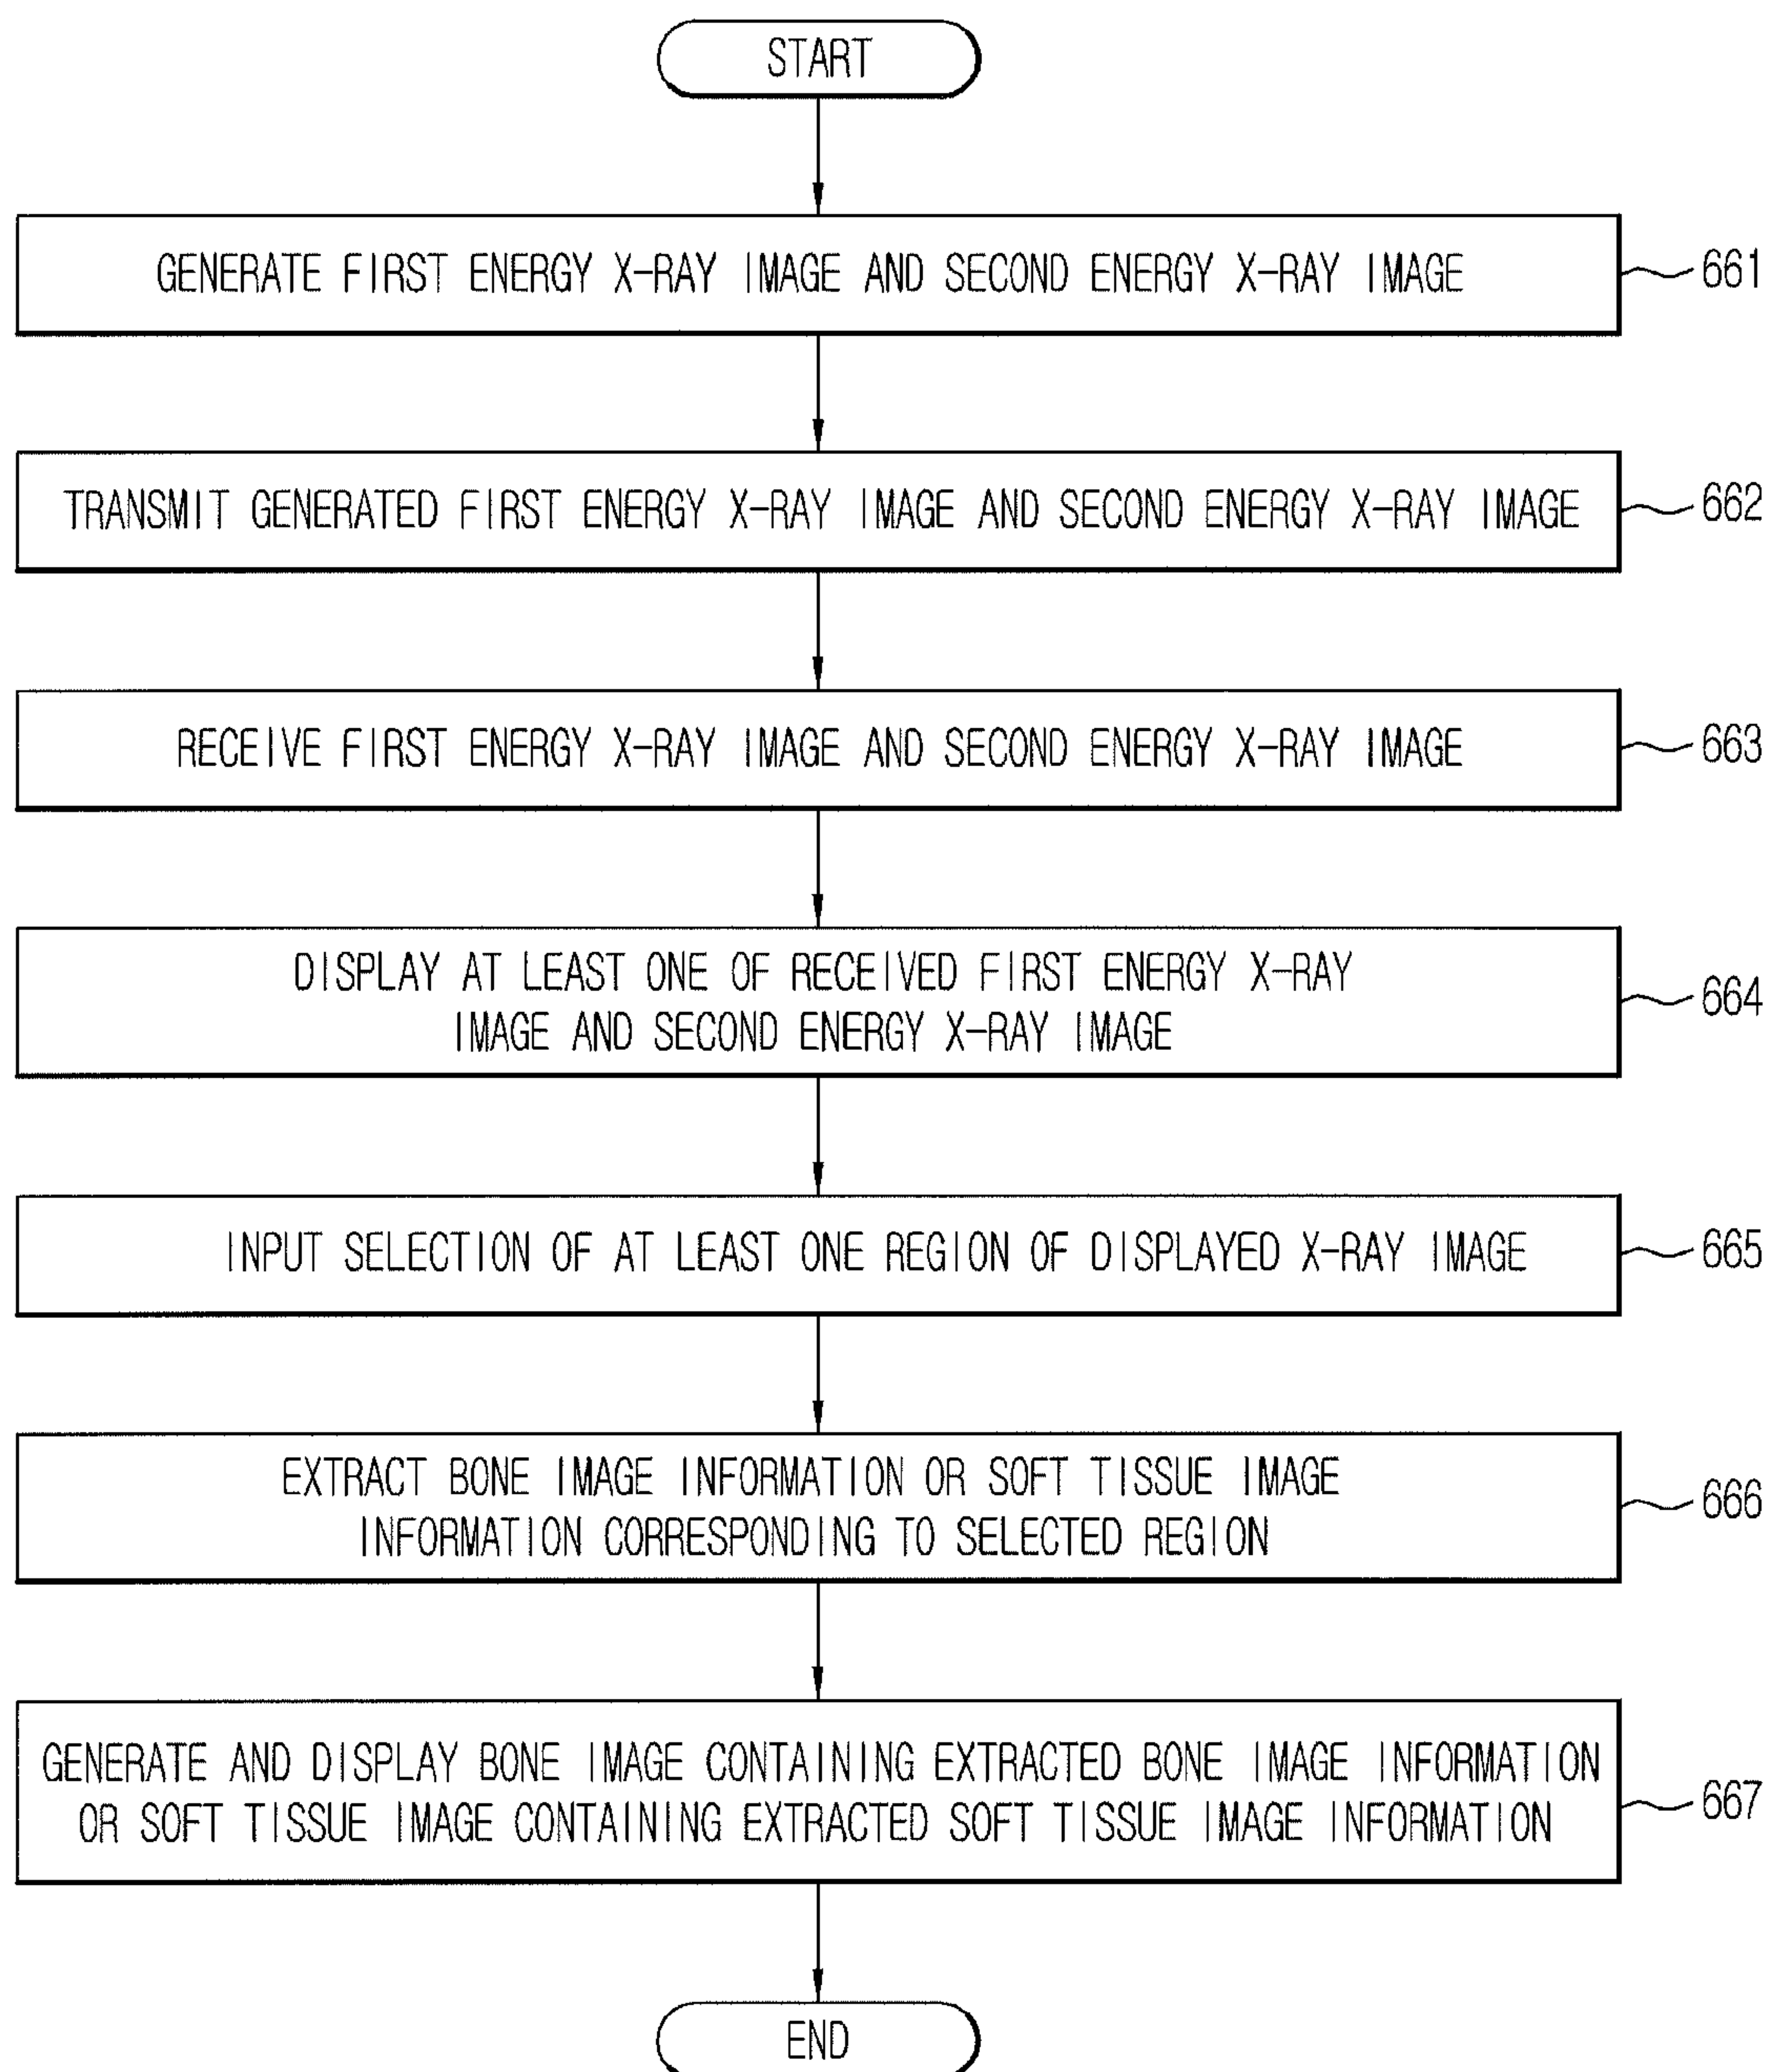 START
GENERATE FIRST ENERGY X-RAY IMAGE AND SECOND ENERGY X-RAY IMAGE
661
TRANSMIT GENERATED FIRST ENERGY X-RAY IMAGE AND SECOND ENERGY X-RAY IMAGE
662
RECEIVE FIRST ENERGY X-RAY IMAGE AND SECOND ENERGY X-RAY IMAGE
663
DISPLAY AT LEAST ONE OF RECEIVED FIRST ENERGY X-RAY
IMAGE AND SECOND ENERGY X-RAY IMAGE
664
INPUT SELECTION OF AT LEAST ONE REGION OF DISPLAYED X-RAY IMAGE
665
EXTRACT BONE IMAGE INFORMATION OR SOFT TISSUE IMAGE
INFORMATION CORRESPONDING TO SELECTED REGION
666
GENERATE AND DISPLAY BONE IMAGE CONTAINING EXTRACTED BONE IMAGE INFORMATION
OR SOFT TISSUE IMAGE CONTAINING EXTRACTED SOFT TISSUE IMAGE INFORMATION
667
END